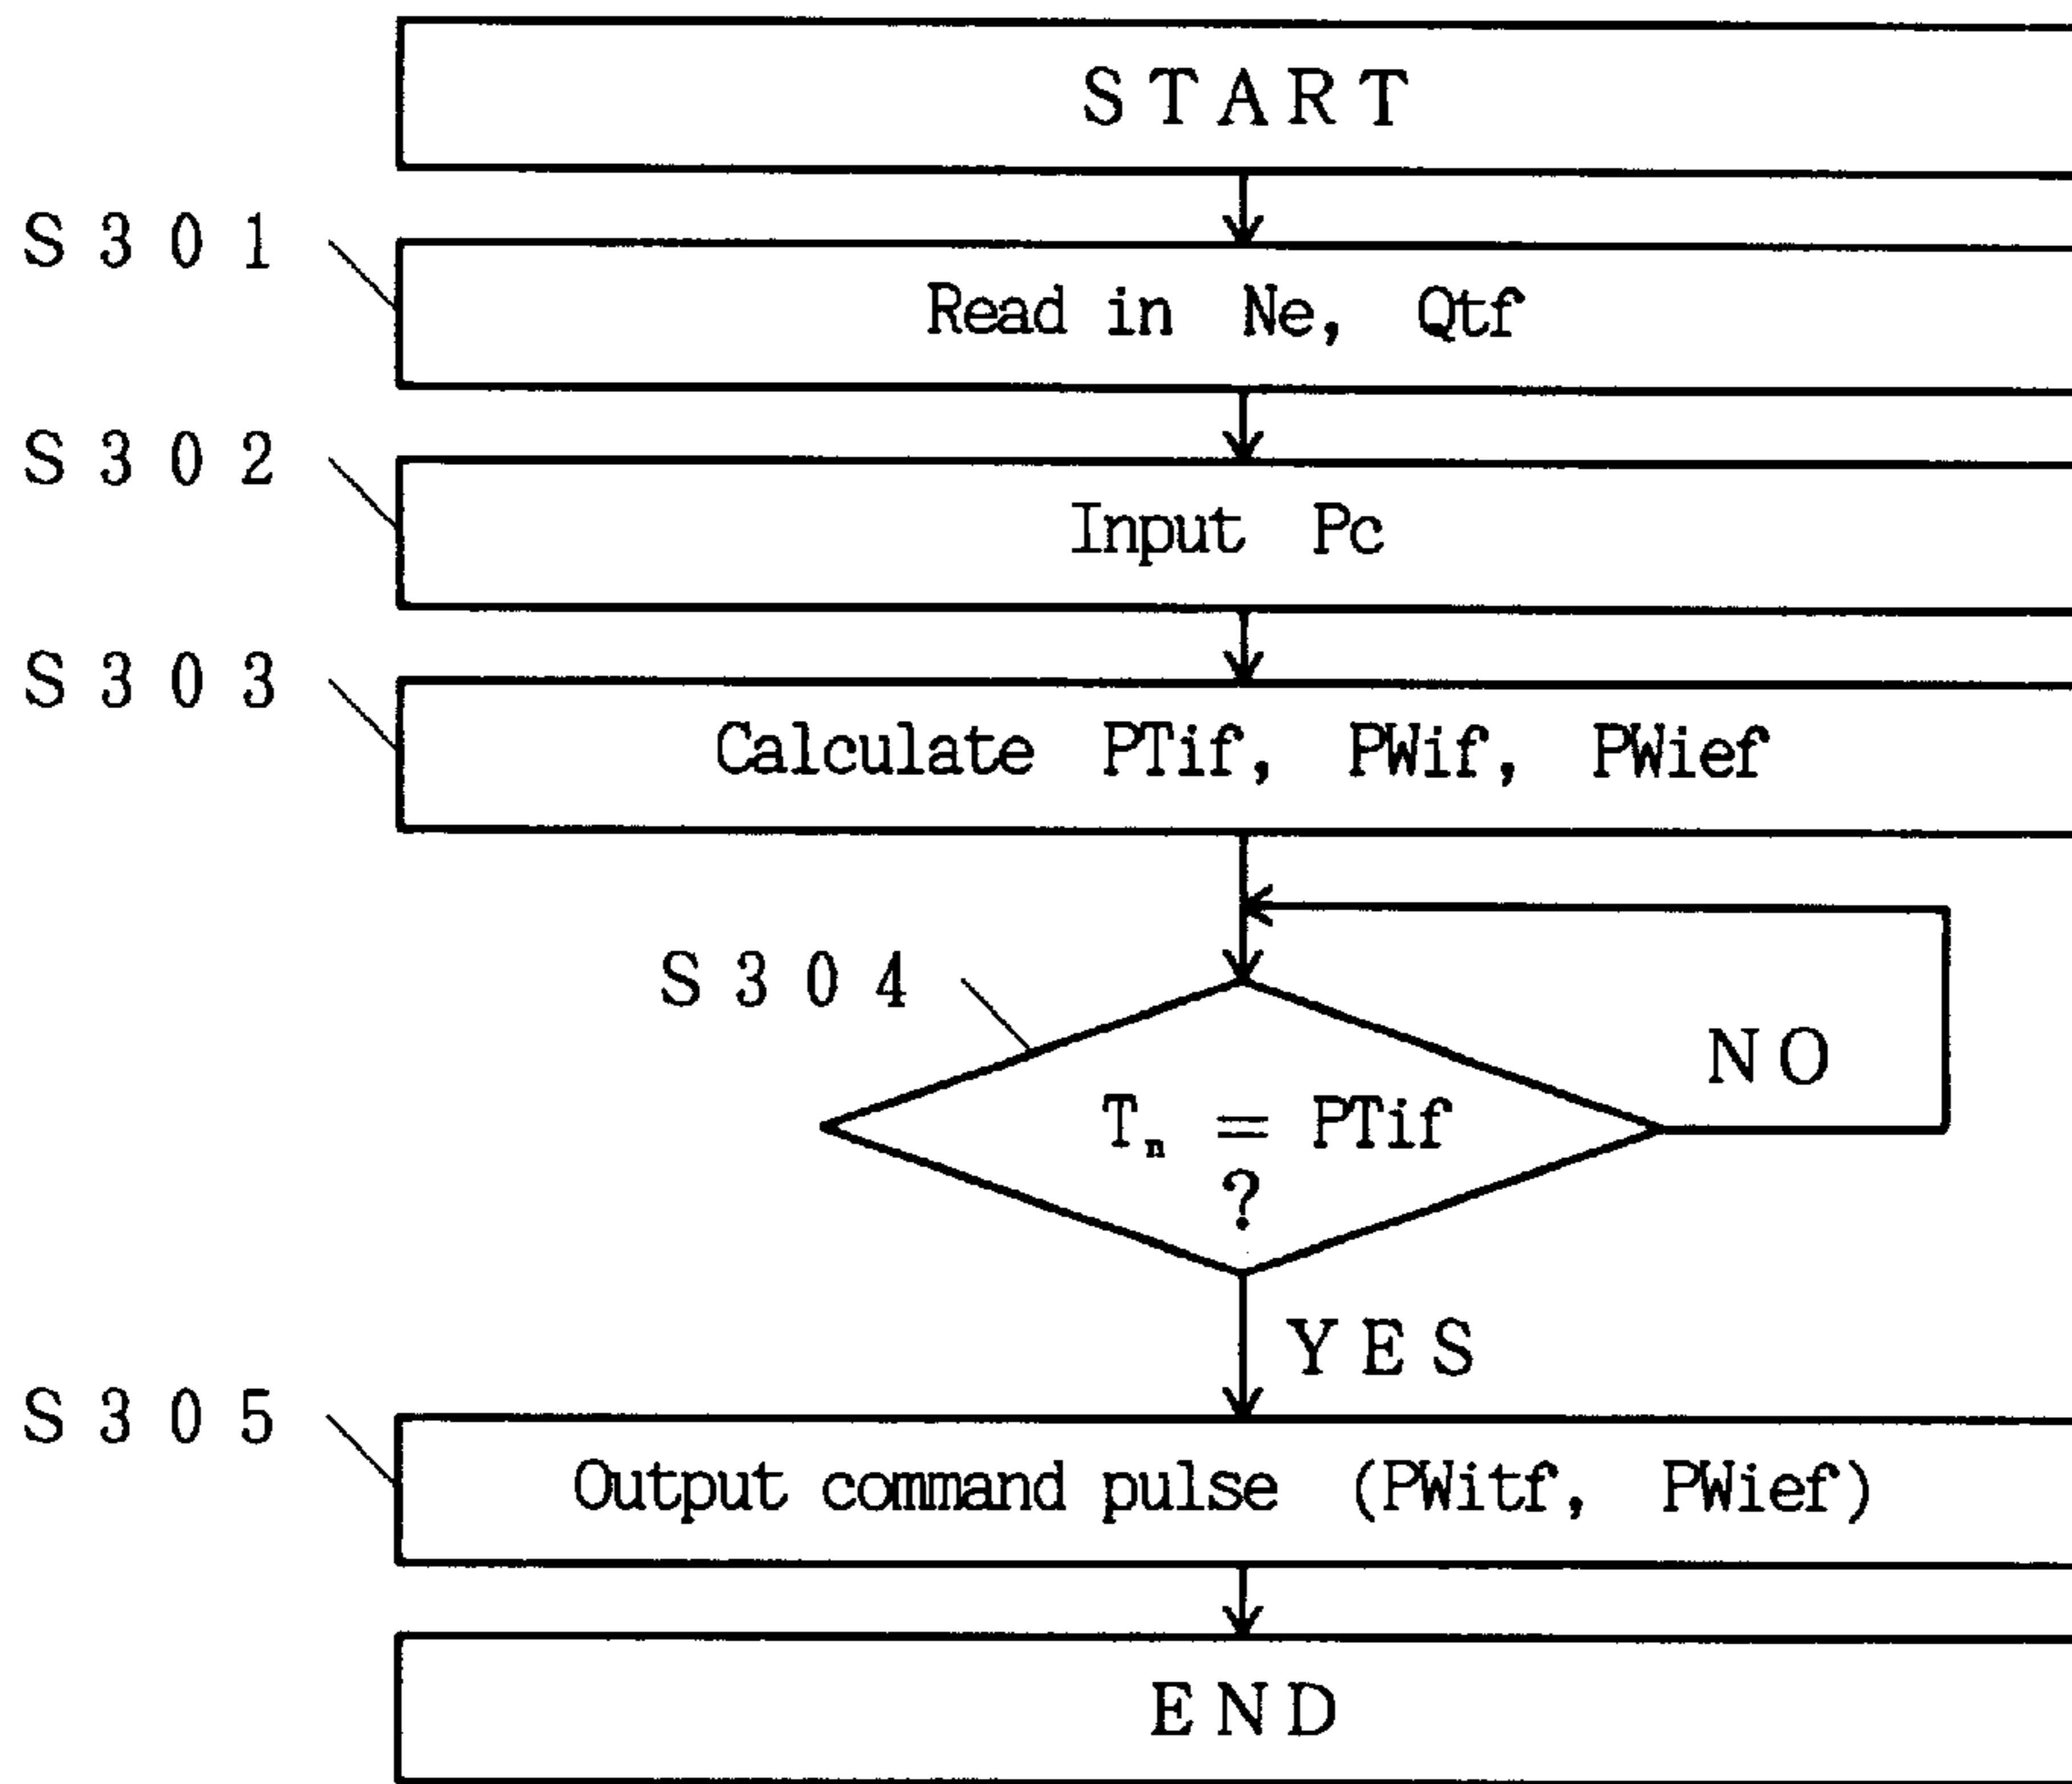 START
S301
Read in Ne, Qtf
S302
Input Pc
S303
Calculate PTif, PWif, PWief
S304
Tₙ = PTif
?
NO
YES
S305
Output command pulse (PWitf, PWief)
END